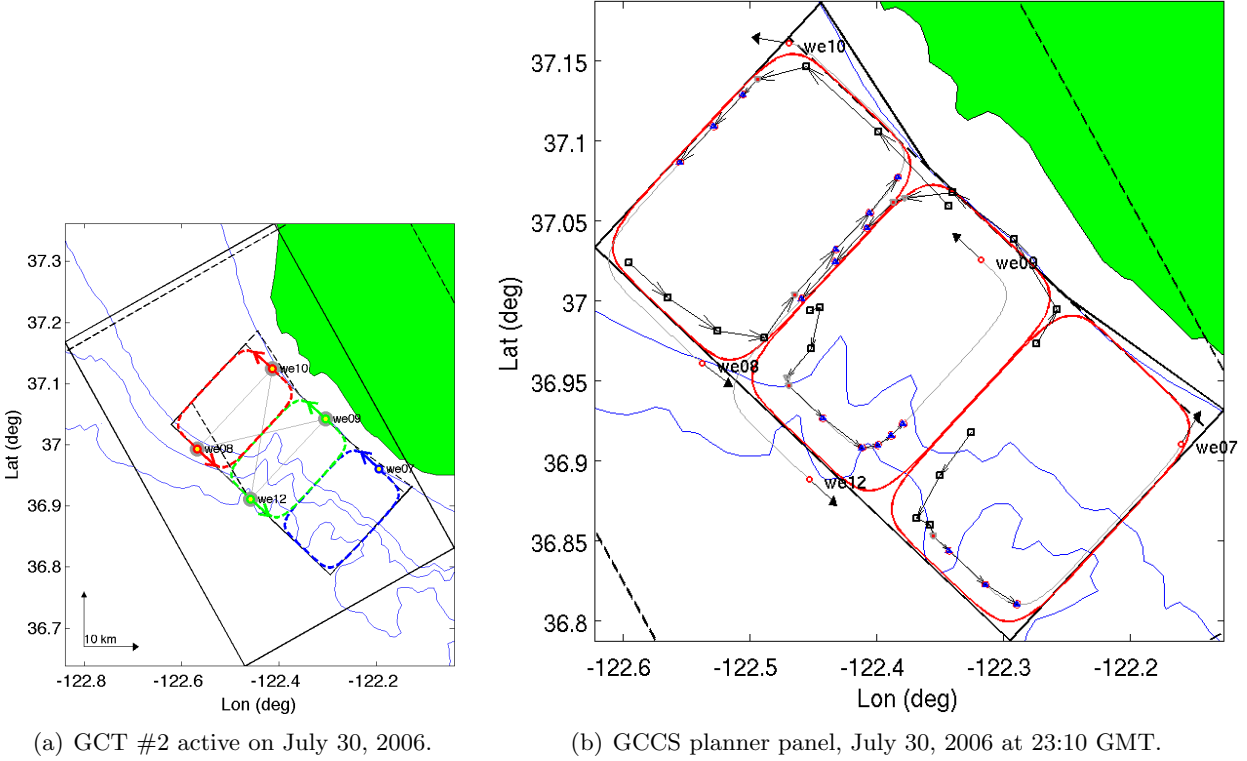 37.3
37.2
37.1
37
36.9
36.8
36.7
Lat (deg)
we10
we09
we08
we07
we12
10 km
-122.8
-122.6
-122.4
-122.2
Lon (deg)
(a) GCT #2 active on July 30, 2006.
37.15
37.1
37.05
37
36.95
36.9
36.85
36.8
Lat (deg)
we10
we09
we08
we07
we12
-122.6
-122.5
-122.4
-122.3
-122.2
Lon (deg)
(b) GCCS planner panel, July 30, 2006 at 23:10 GMT.